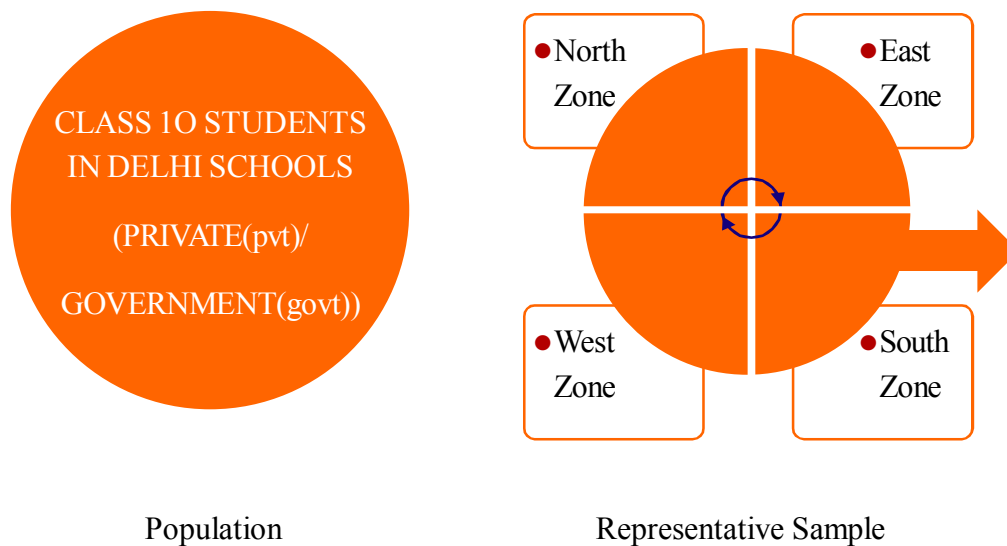 CLASS 1O STUDENTS
IN DELHI SCHOOLS
(PRIVATE(pvt)/
GOVERNMENT(govt))
North
Zone
East
Zone
West
Zone
South
Zone
Population
Representative Sample